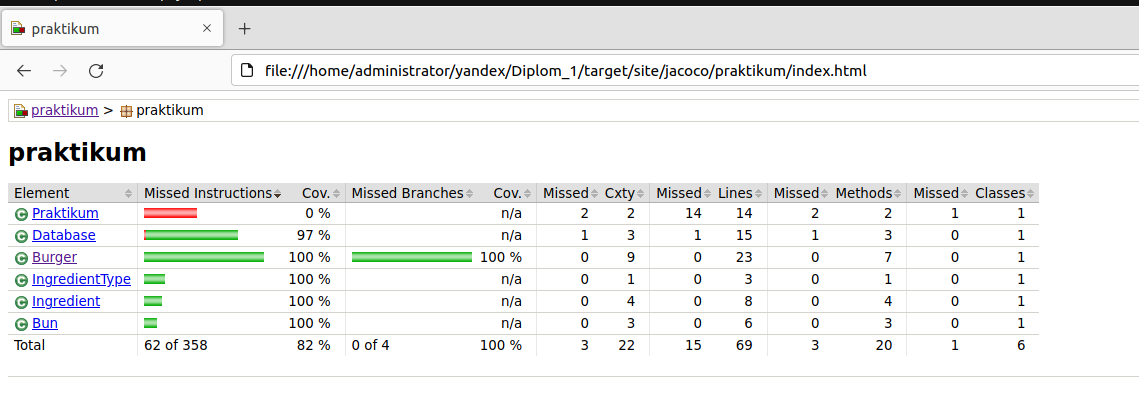 praktikum
file:///home/administrator/yandex/Diplom_1/target/site/jacoco/praktikum/index.html
praktikum > praktikum
praktikum
Element Missed Instructions Cov. Missed Branches Cov. Missed Cxty Missed Lines Missed Methods Missed Classes
C Praktikum 0 % n/a 2 2 14 14 2 2 1 1
C Database 97 % n/a 1 3 1 15 1 3 0 1
C Burger 100 % 100 % 0 9 0 23 0 7 0 1
C IngredientType 100 % n/a 0 1 0 3 0 1 0 1
C Ingredient 100 % n/a 0 4 0 8 0 4 0 1
C Bun 100 % n/a 0 3 0 6 0 3 0 1
Total 62 of 358 82 % 0 of 4 100 % 3 22 15 69 3 20 1 6